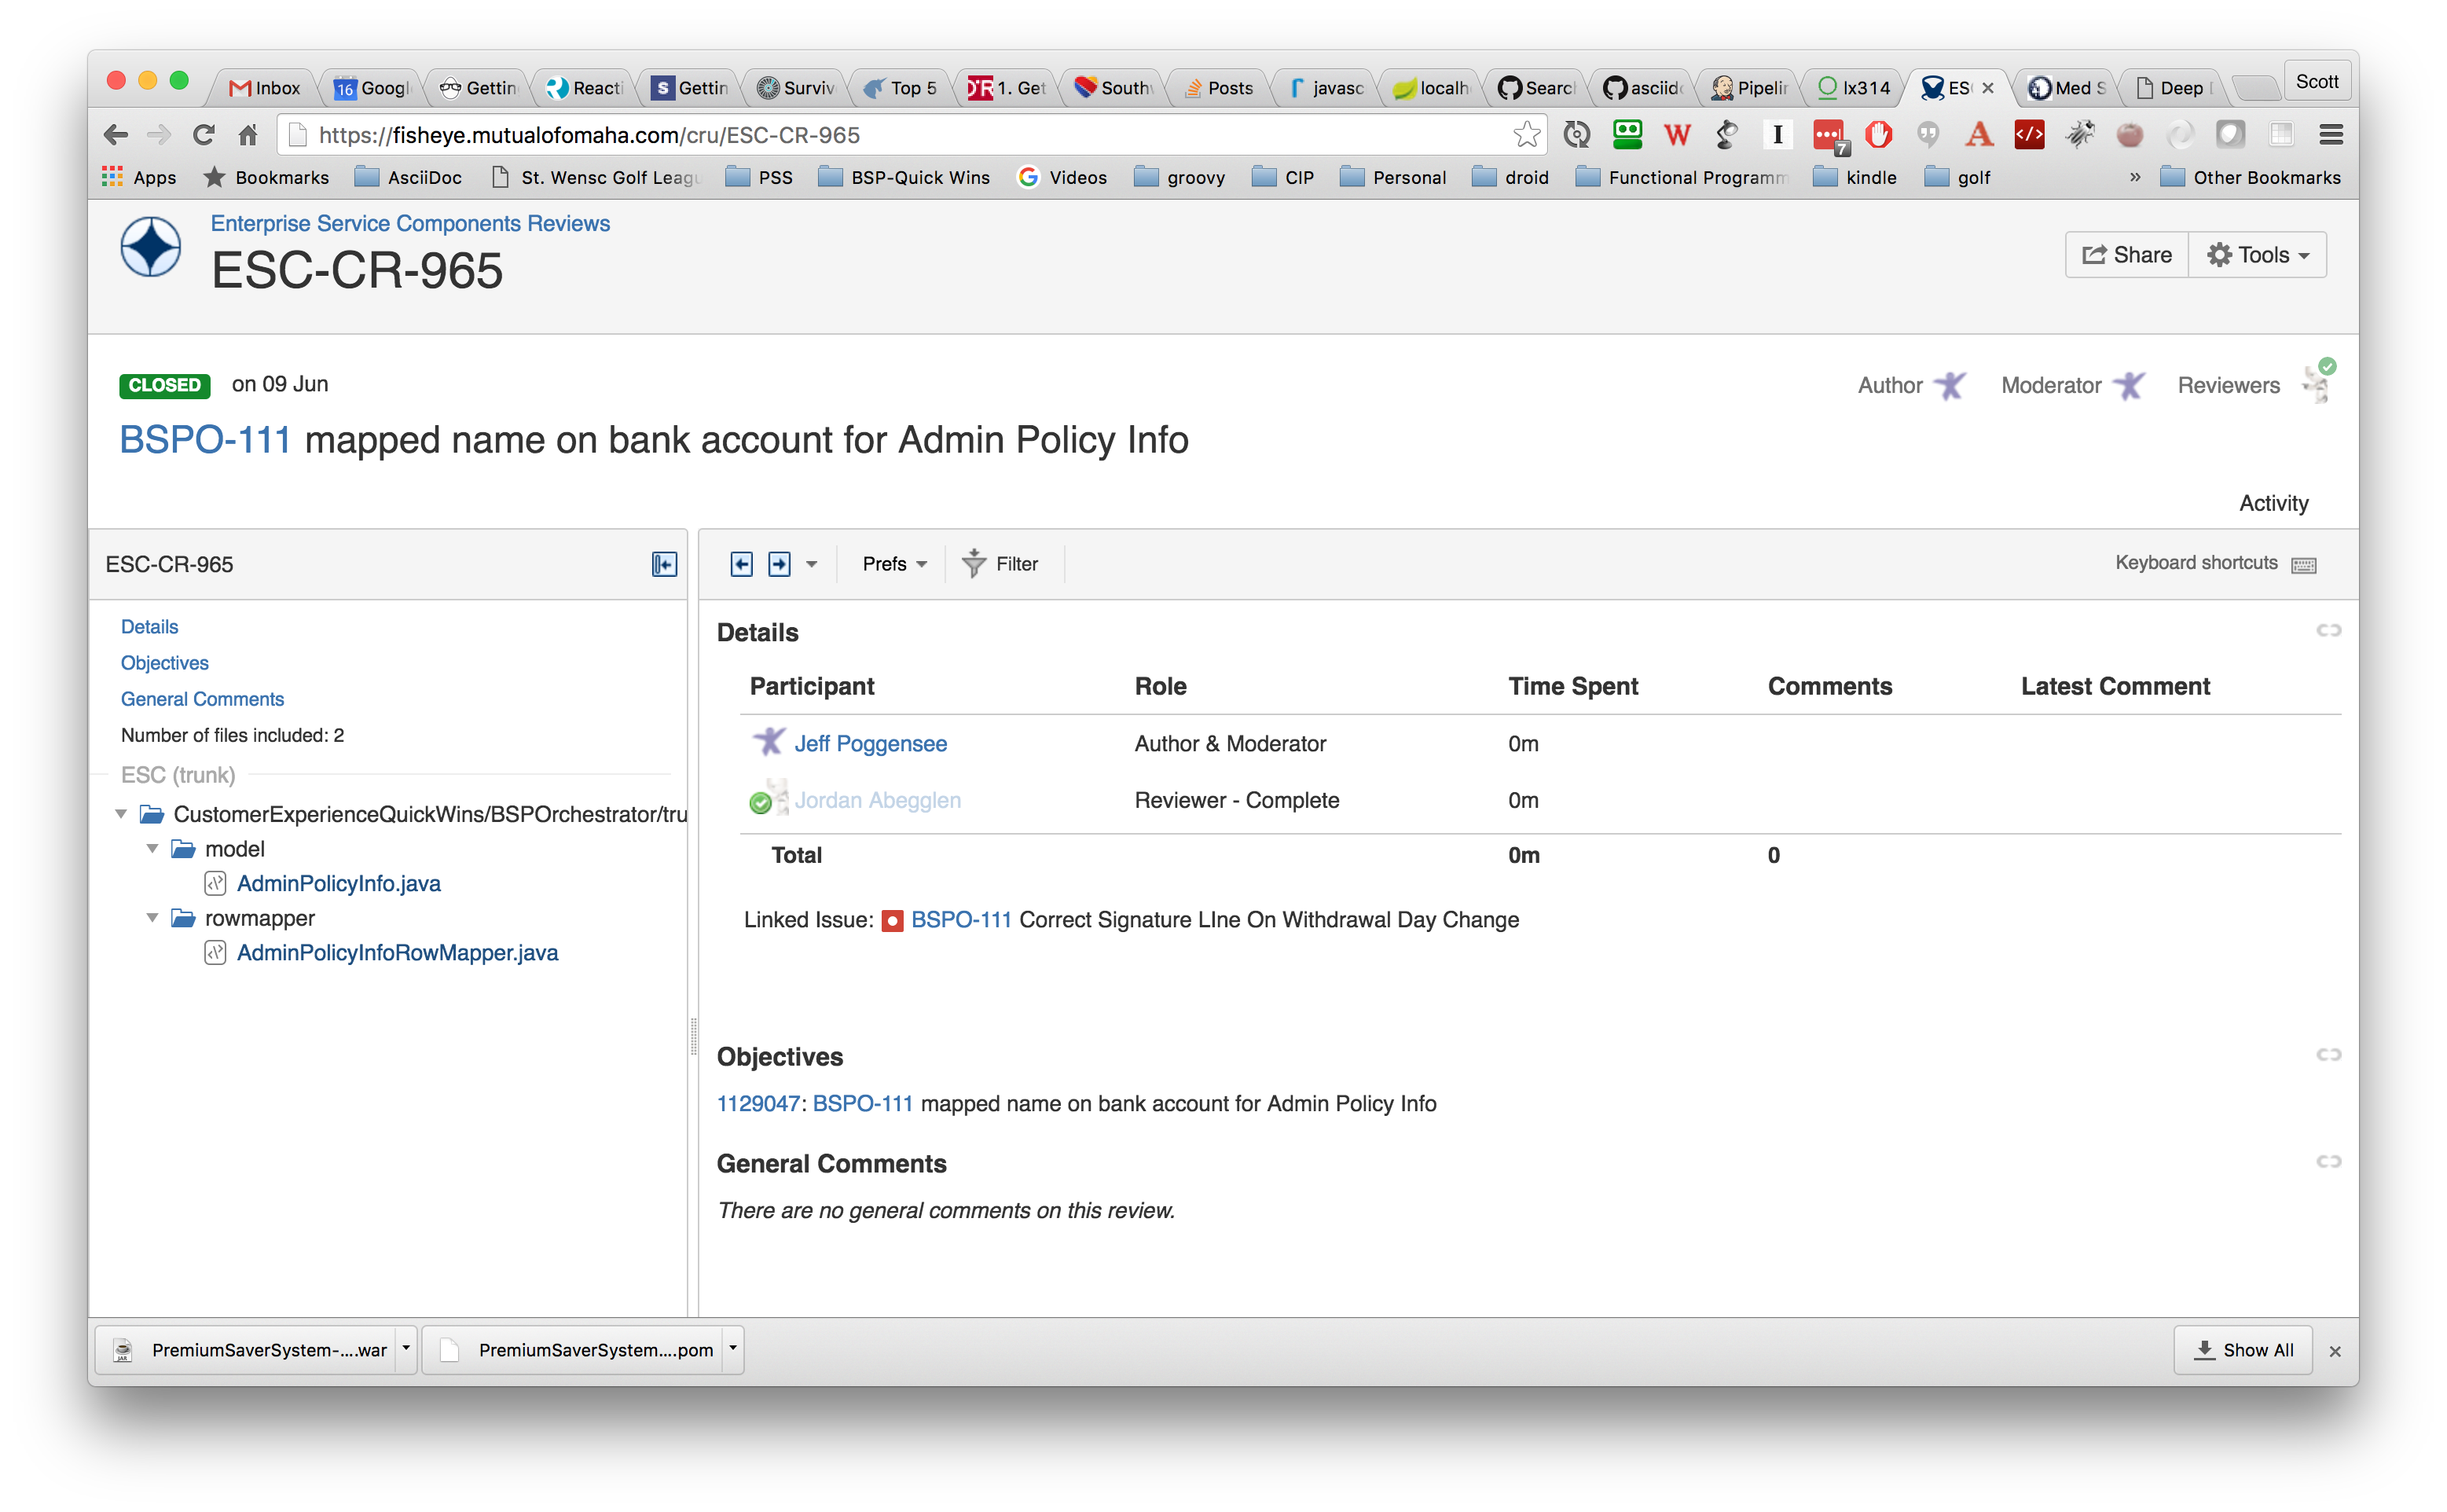 Inbox
16 Googl
Gettin
Reacti
S Gettin
Surviv
Top 5
1. Get
South
Posts
javasc
localh
Searc
asciido
Pipelin
lx314
ES
Med S
Deep
Scott
https://fisheye.mutualofomaha.com/cru/ESC-CR-965
W
I
7
A
</>
Apps Bookmarks AsciiDoc St. Wensc Golf Leagu PSS BSP-Quick Wins Videos groovy CIP Personal droid Functional Programm kindle golf » Other Bookmarks
Enterprise Service Components Reviews
ESC-CR-965
Share Tools
CLOSED on 09 Jun
Author Moderator Reviewers
BSPO-111 mapped name on bank account for Admin Policy Info
Activity
ESC-CR-965
Prefs Filter
Keyboard shortcuts
Details
Objectives
General Comments
Number of files included: 2
ESC (trunk)
CustomerExperienceQuickWins/BSPOrchestrator/tru
model
AdminPolicyInfo.java
rowmapper
AdminPolicyInfoRowMapper.java
Details
Participant Role Time Spent Comments Latest Comment
Jeff Poggensee Author & Moderator 0m
Jordan Abegglen Reviewer - Complete 0m
Total 0m 0
Linked Issue: BSPO-111 Correct Signature LIne On Withdrawal Day Change
Objectives
1129047: BSPO-111 mapped name on bank account for Admin Policy Info
General Comments
There are no general comments on this review.
PremiumSaverSystem-....war
PremiumSaverSystem....pom
Show All